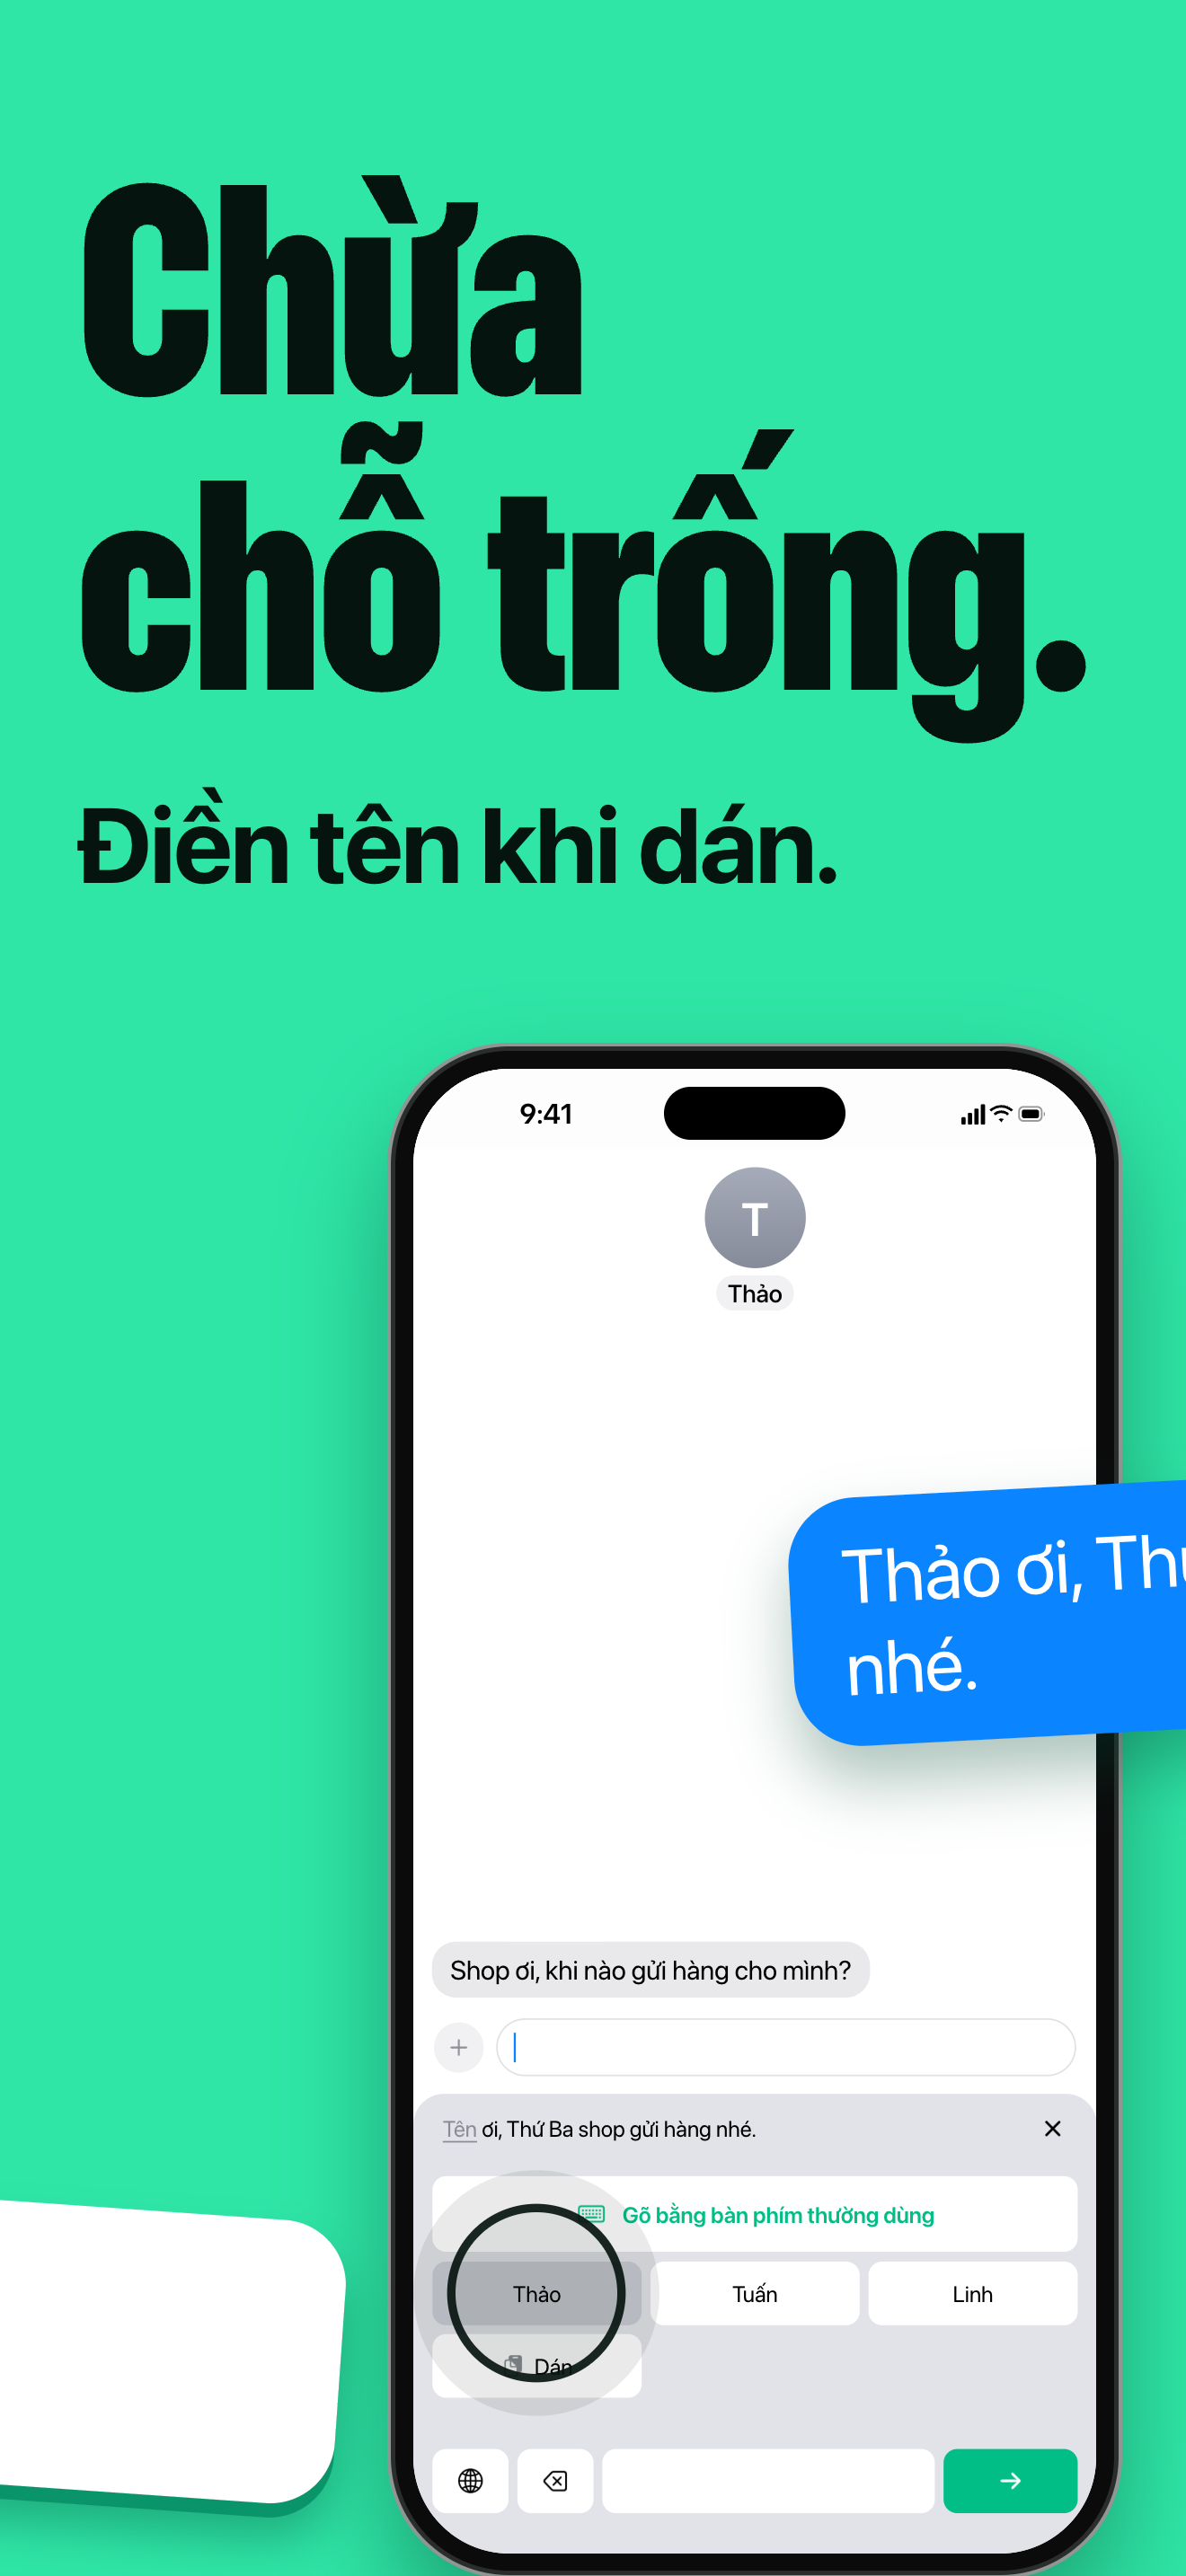 Chừa
chỗ trống.
Điền tên khi dán.
9:41
T
Thảo
Thảo ơi,
nhé.
Shop ơi, khi nào gửi hàng cho mình?
Tên ơi, Thứ Ba shop gửi hàng nhé.
Gõ bằng bàn phím thường dùng
Thảo
Tuấn
Linh
Dán